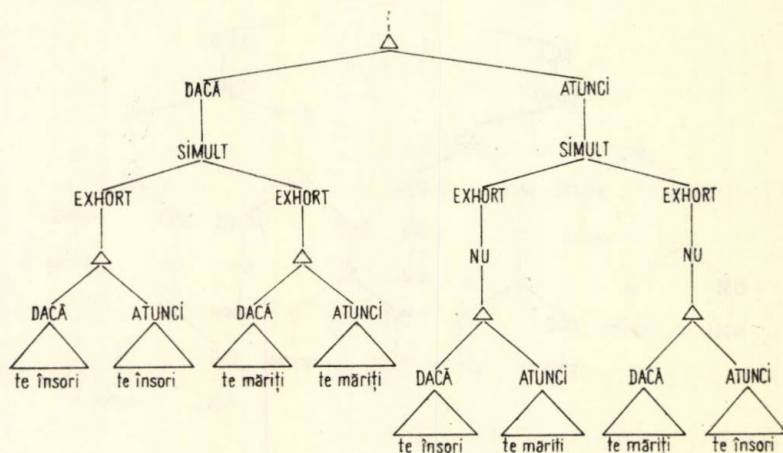 DACĂ ATUNCI
SIMULT SIMULT
EXHORT EXHORT EXHORT EXHORT
NU NU
DACĂ ATUNCI DACĂ ATUNCI
te însori te însori te măriți te măriți
DACĂ ATUNCI DACĂ ATUNCI
te însori te măriti te măriți te însori